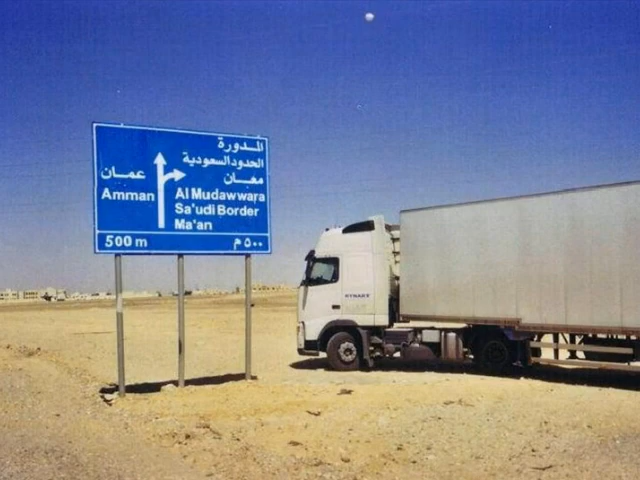 المدورة
الحدود السعودية
معان
عمان
Amman
Al Mudawwara
Sa'udi Border
Ma'an
500 m
٥٠٠ م